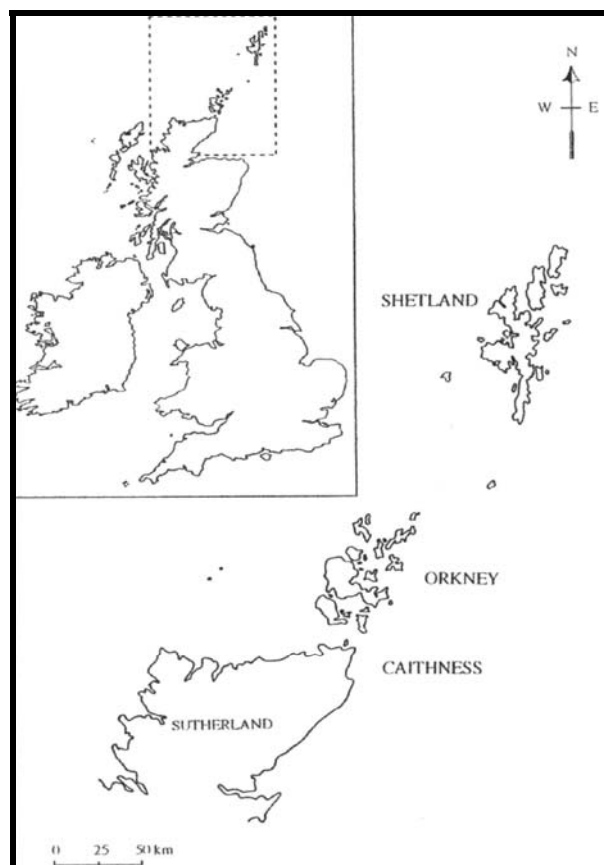 N
W E
SHETLAND
ORKNEY
CAITHNESS
SUTHERLAND
0 25 50 km